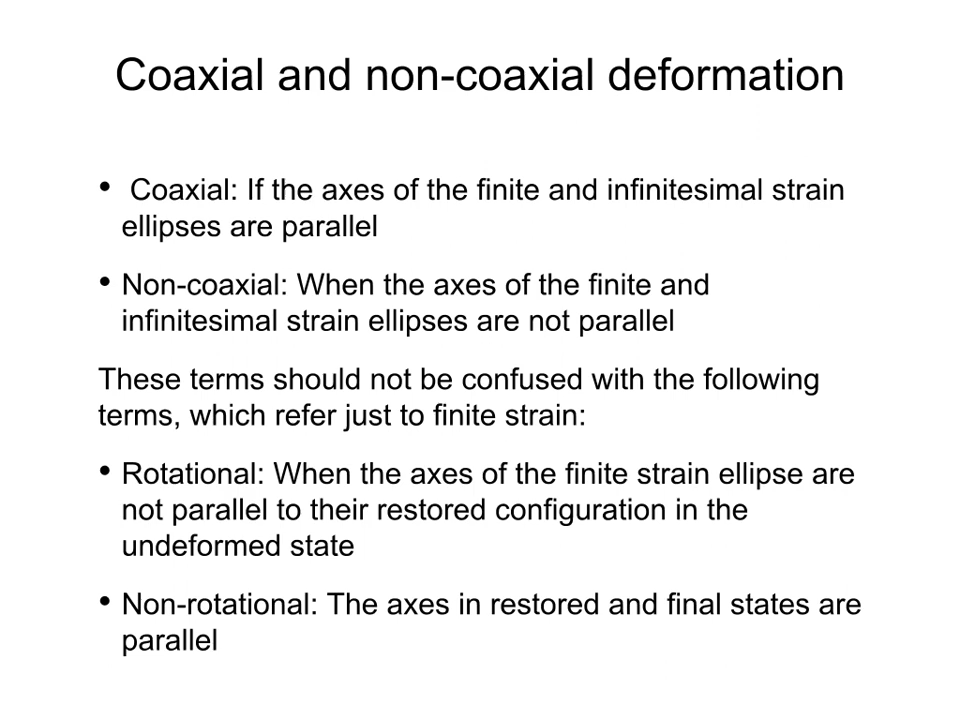 Coaxial and non-coaxial deformation
• Coaxial: If the axes of the finite and infinitesimal strain
ellipses are parallel
• Non-coaxial: When the axes of the finite and
infinitesimal strain ellipses are not parallel
These terms should not be confused with the following
terms, which refer just to finite strain:
• Rotational: When the axes of the finite strain ellipse are
not parallel to their restored configuration in the
undeformed state
• Non-rotational: The axes in restored and final states are
parallel